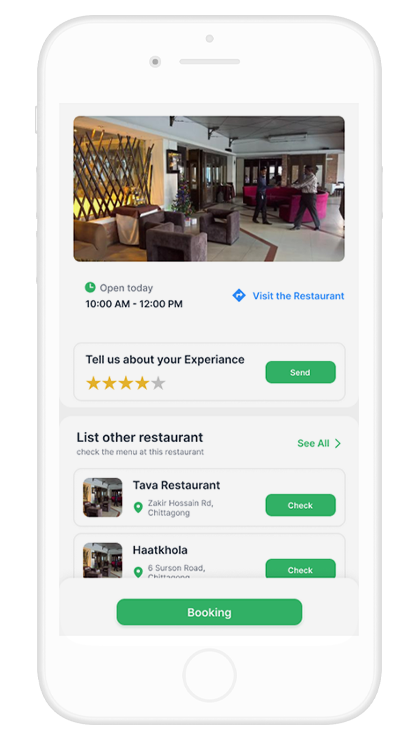 Open today
10:00 AM - 12:00 PM
Visit the Restaurant
Tell us about your Experiance
Send
List other restaurant
See All
check the menu at this restaurant
Tava Restaurant
Zakir Hossain Rd,
Chittagong
Check
Haatkhola
6 Surson Road,
Chittagong
Check
Booking